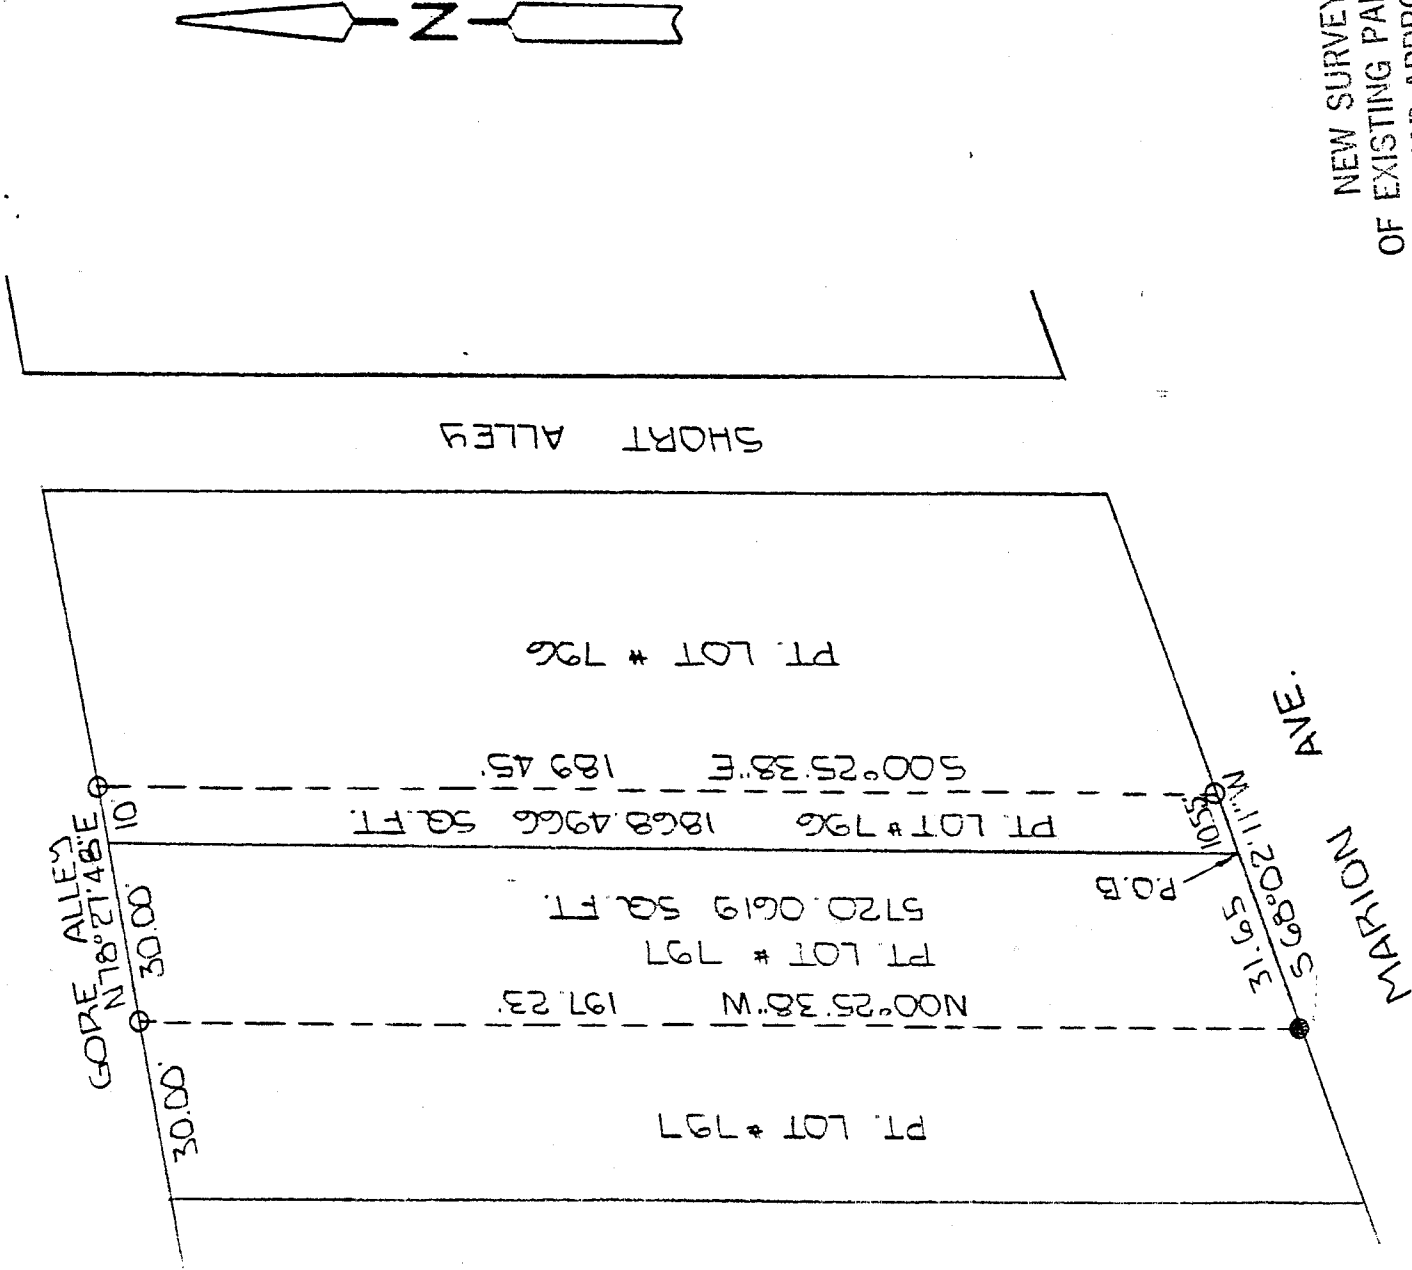 N
NEW SURVEY
OF EXISTING
SHORT ALLEY
PT. LOT # 796
S00°25'38"E 189.45'
PT. LOT # 796 1868.4966 SQ. FT.
P.O.B
5720.0619 SQ. FT.
PT. LOT # 797
N00°25'38"W 197.23'
PT. LOT # 797
GORE ALLEY
N78°27'48"E
10'
30.00'
30.00'
10.55
31.65
S68°02'11"W
MARION AVE.